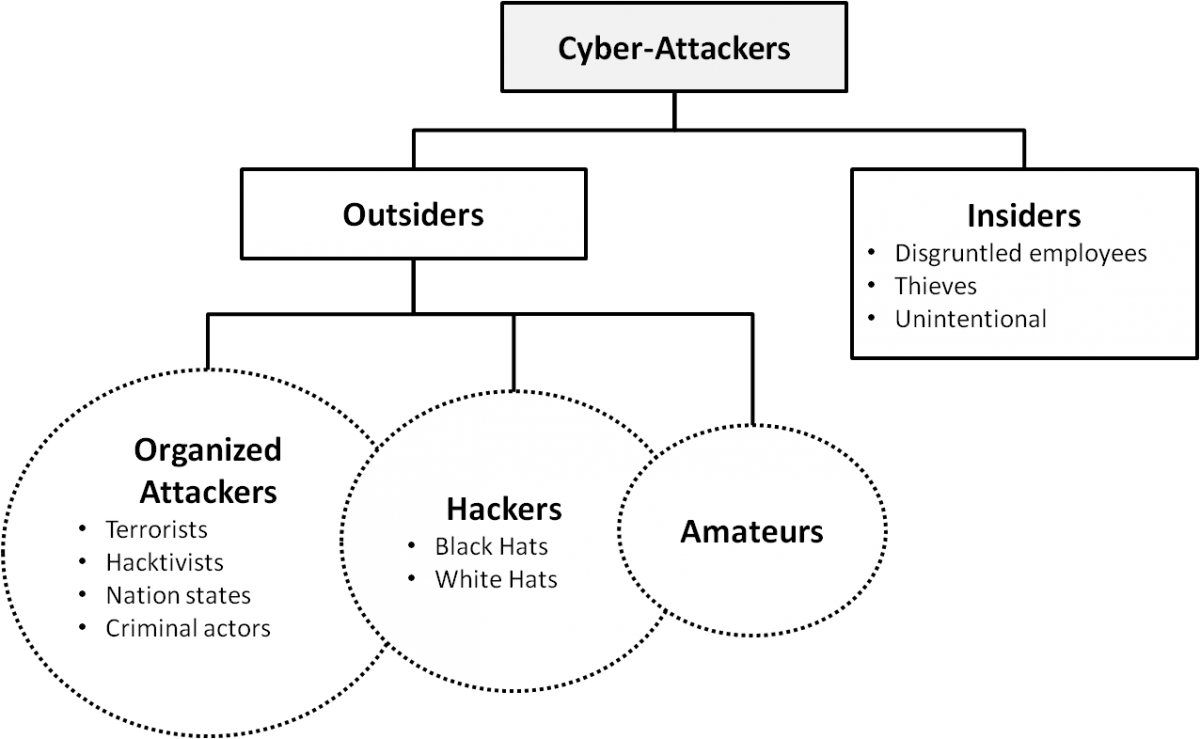 Cyber-Attackers
Outsiders
Insiders
• Disgruntled employees
• Thieves
• Unintentional
Organized
Attackers
• Terrorists
• Hacktivists
• Nation states
• Criminal actors
Hackers
• Black Hats
• White Hats
Amateurs